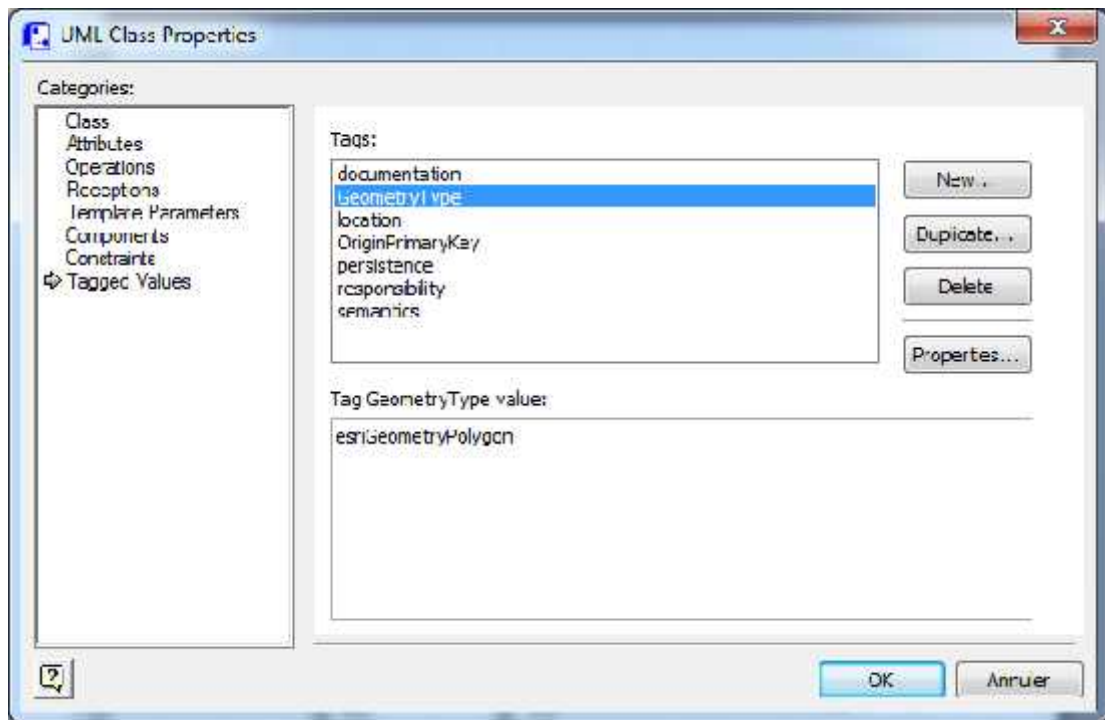 UML Class Properties
Categories:
Class
Attributes
Operations
Receptions
Template Parameters
Components
Constraints
Tagged Values
Tags:
documentation
GeometryType
location
OriginPrimaryKey
persistence
responsibility
semantics
New...
Duplicate...
Delete
Properties...
Tag GeometryType value:
esriGeometryPolygon
OK
Annuler